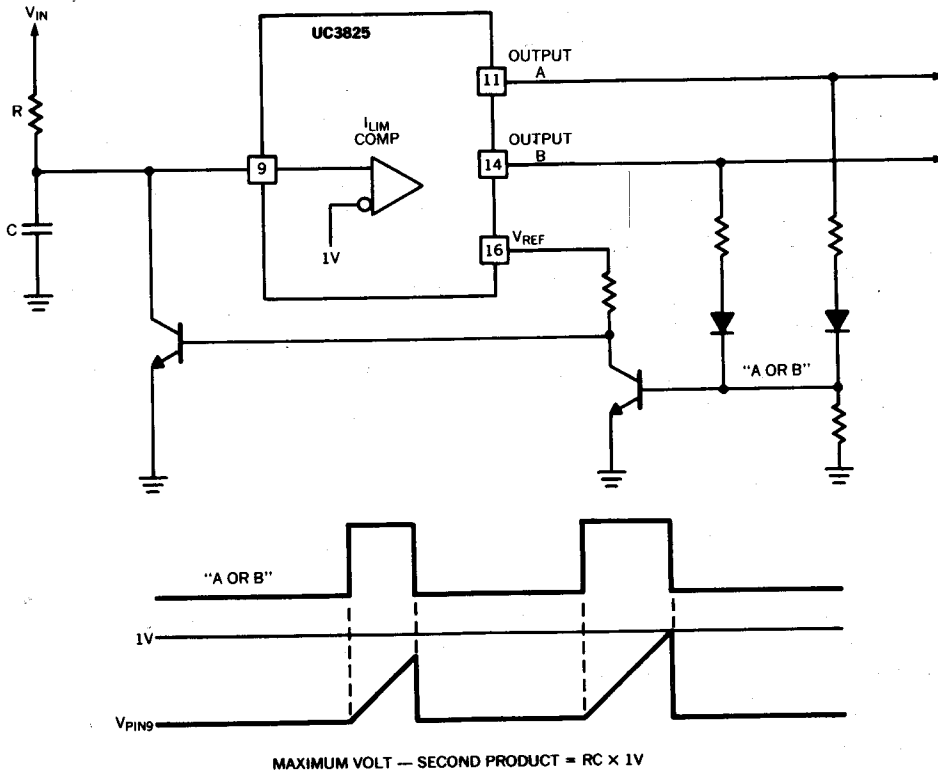 VIN
UC3825
OUTPUT
A
11
R
ILIM
COMP
OUTPUT
B
9
14
C
1V
16
VREF
"A OR B"
"A OR B"
1V
VPIN9
MAXIMUM VOLT — SECOND PRODUCT = RC × 1V